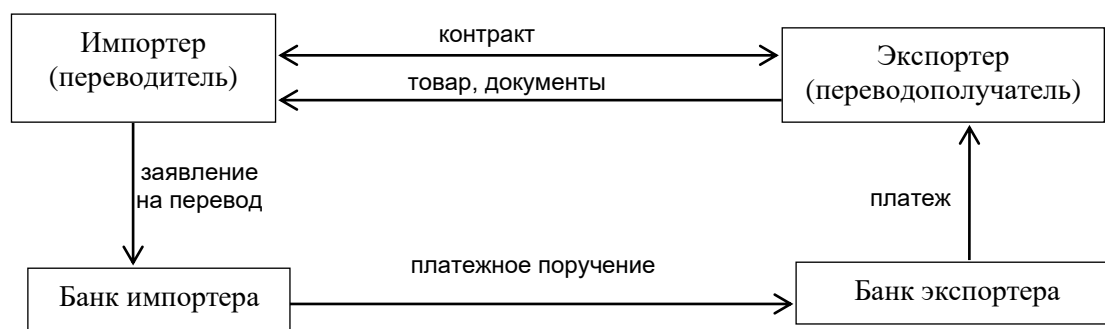 Импортер
(переводитель)
контракт
товар, документы
Экспортер
(переводополучатель)
заявление
на перевод
платеж
Банк импортера
платежное поручение
Банк экспортера